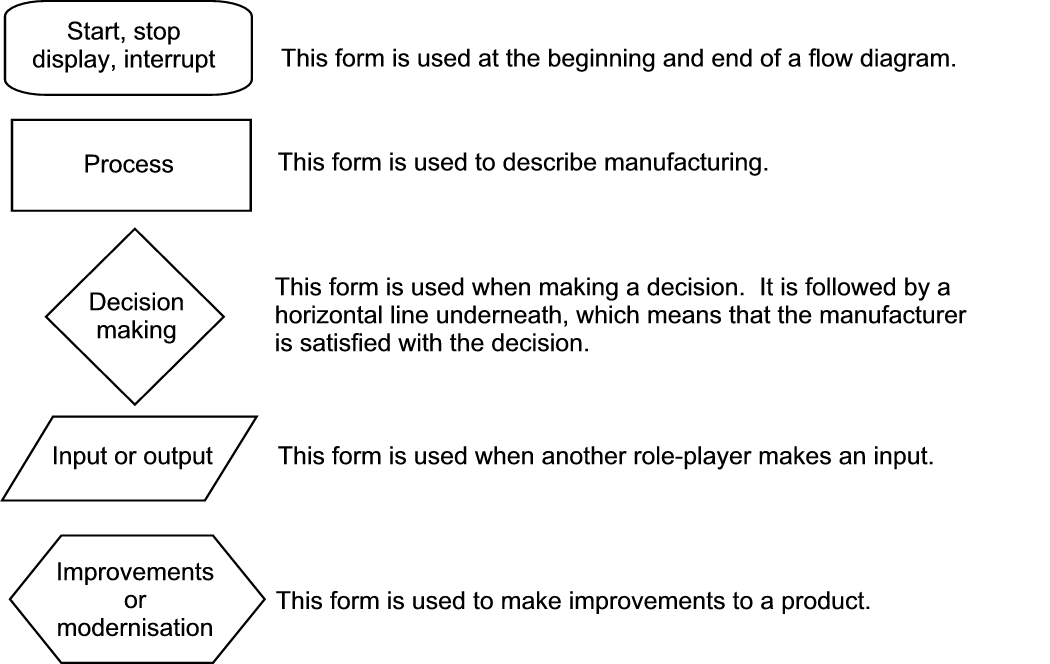 Start, stop
display, interrupt
This form is used at the beginning and end of a flow diagram.
Process
This form is used to describe manufacturing.
Decision
making
This form is used when making a decision.  It is followed by a
horizontal line underneath, which means that the manufacturer
is satisfied with the decision.
Input or output
This form is used when another role-player makes an input.
Improvements
or
modernisation
This form is used to make improvements to a product.